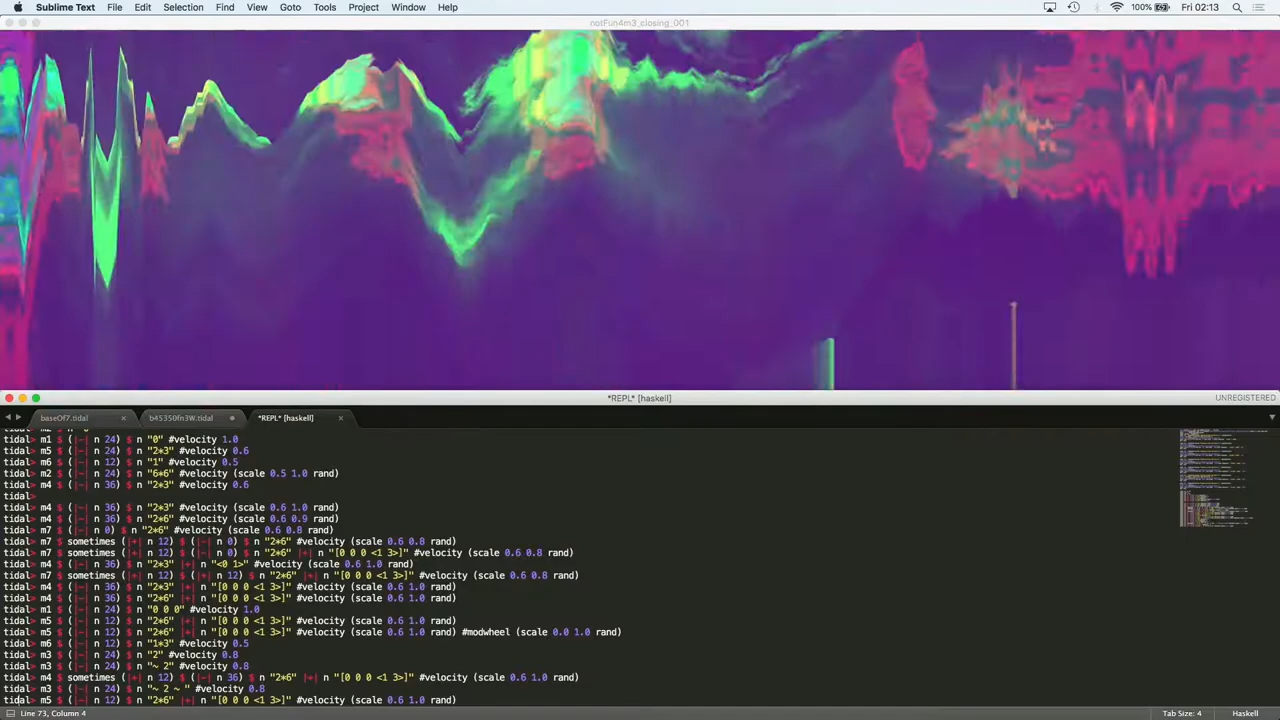 Sublime Text File Edit Selection Find View Goto Tools Project Window Help 100% Fri 02:13
notFun4m3_closing_001
*REPL* [haskell] UNREGISTERED
baseOf7.tidal b45350fn3W.tidal *REPL* [haskell]
tidal> m1 $ (|-| n 24) $ n "0" #velocity 1.0
tidal> m5 $ (|-| n 24) $ n "2*3" #velocity 0.6
tidal> m6 $ (|-| n 12) $ n "1" #velocity 0.5
tidal> m2 $ (|-| n 24) $ n "6*6" #velocity (scale 0.5 1.0 rand)
tidal> m4 $ (|-| n 36) $ n "2*3" #velocity 0.6
tidal>
tidal> m4 $ (|-| n 36) $ n "2*3" #velocity (scale 0.6 1.0 rand)
tidal> m4 $ (|-| n 36) $ n "2*6" #velocity (scale 0.6 0.9 rand)
tidal> m7 $ (|-| n 0) $ n "2*6" #velocity (scale 0.6 0.8 rand)
tidal> m7 $ sometimes (|+| n 12) $ (|-| n 0) $ n "2*6" #velocity (scale 0.6 0.8 rand)
tidal> m7 $ sometimes (|+| n 12) $ (|-| n 0) $ n "2*6" |+| n "[0 0 0 <1 3>]" #velocity (scale 0.6 0.8 rand)
tidal> m4 $ (|-| n 36) $ n "2*3" |+| n "<0 1>" #velocity (scale 0.6 1.0 rand)
tidal> m7 $ sometimes (|+| n 12) $ (|+| n 12) $ n "2*6" |+| n "[0 0 0 <1 3>]" #velocity (scale 0.6 0.8 rand)
tidal> m4 $ (|-| n 36) $ n "2*3" |+| n "[0 0 0 <1 3>]" #velocity (scale 0.6 1.0 rand)
tidal> m4 $ (|-| n 36) $ n "2*6" |+| n "[0 0 0 <1 3>]" #velocity (scale 0.6 1.0 rand)
tidal> m1 $ (|-| n 24) $ n "0 0 0" #velocity 1.0
tidal> m5 $ (|-| n 12) $ n "2*6" |+| n "[0 0 0 <1 3>]" #velocity (scale 0.6 1.0 rand)
tidal> m5 $ (|-| n 12) $ n "2*6" |+| n "[0 0 0 <1 3>]" #velocity (scale 0.6 1.0 rand) #modwheel (scale 0.0 1.0 rand)
tidal> m6 $ (|-| n 12) $ n "1*3" #velocity 0.5
tidal> m3 $ (|-| n 24) $ n "2" #velocity 0.8
tidal> m3 $ (|-| n 24) $ n "~ 2" #velocity 0.8
tidal> m4 $ sometimes (|+| n 12) $ (|-| n 36) $ n "2*6" |+| n "[0 0 0 <1 3>]" #velocity (scale 0.6 1.0 rand)
tidal> m3 $ (|-| n 24) $ n "~ 2 ~ " #velocity 0.8
tidal> m5 $ (|-| n 12) $ n "2*6" |+| n "[0 0 0 <1 3>]" #velocity (scale 0.6 1.0 rand)
Line 73, Column 4 Tab Size: 4 Haskell